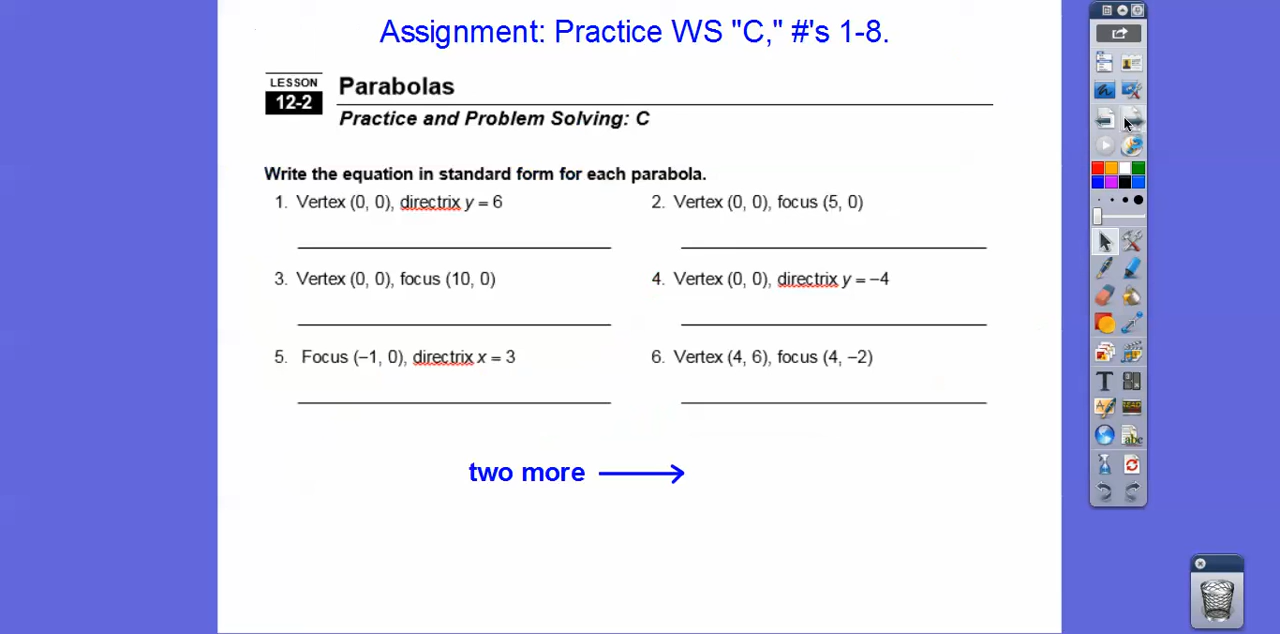 Assignment: Practice WS "C," #'s 1-8.
LESSON
12-2
Parabolas
Practice and Problem Solving: C
Write the equation in standard form for each parabola.
1. Vertex (0, 0), directrix y = 6
2. Vertex (0, 0), focus (5, 0)
3. Vertex (0, 0), focus (10, 0)
4. Vertex (0, 0), directrix y = −4
5. Focus (−1, 0), directrix x = 3
6. Vertex (4, 6), focus (4, −2)
two more